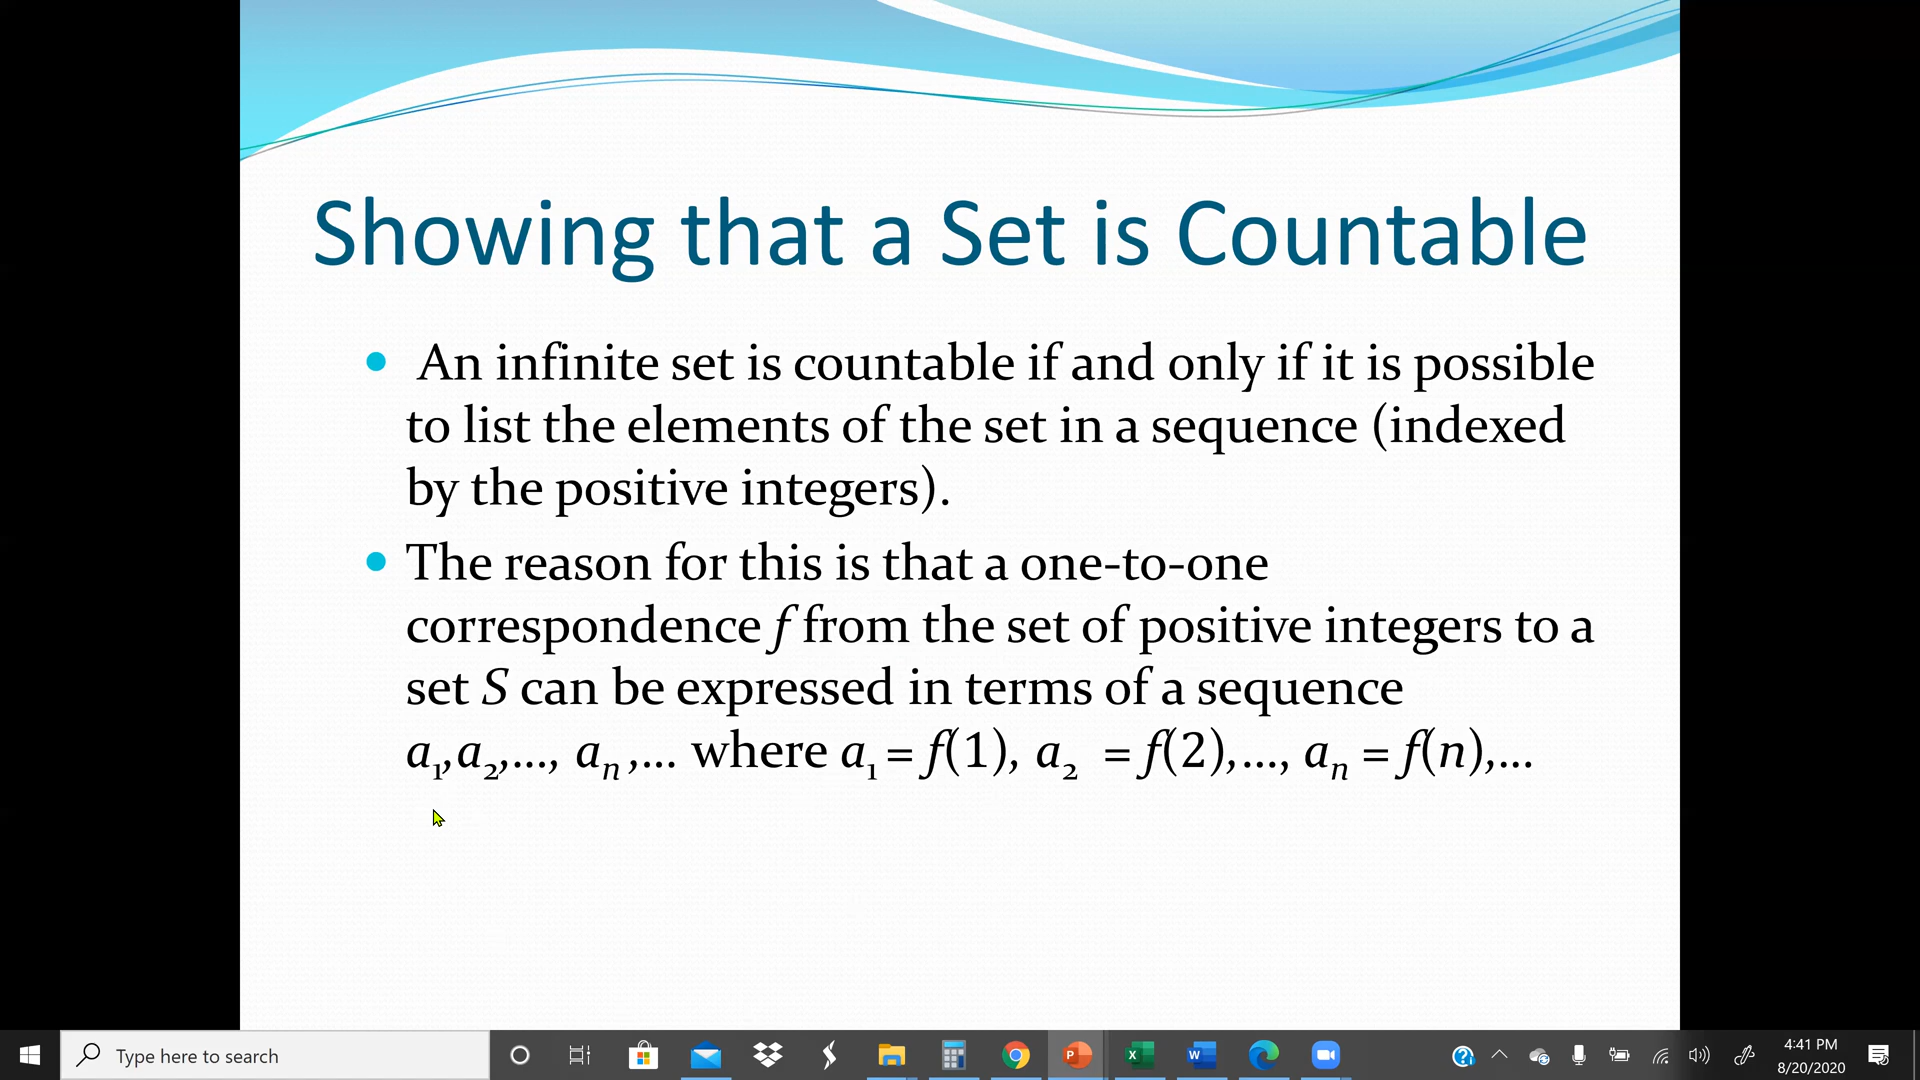 Showing that a Set is Countable
• An infinite set is countable if and only if it is possible
to list the elements of the set in a sequence (indexed
by the positive integers).
• The reason for this is that a one-to-one
correspondence f from the set of positive integers to a
set S can be expressed in terms of a sequence
a₁,a₂,..., aₙ,... where a₁ = f(1), a₂ = f(2),..., aₙ = f(n),...
Type here to search
4:41 PM
8/20/2020